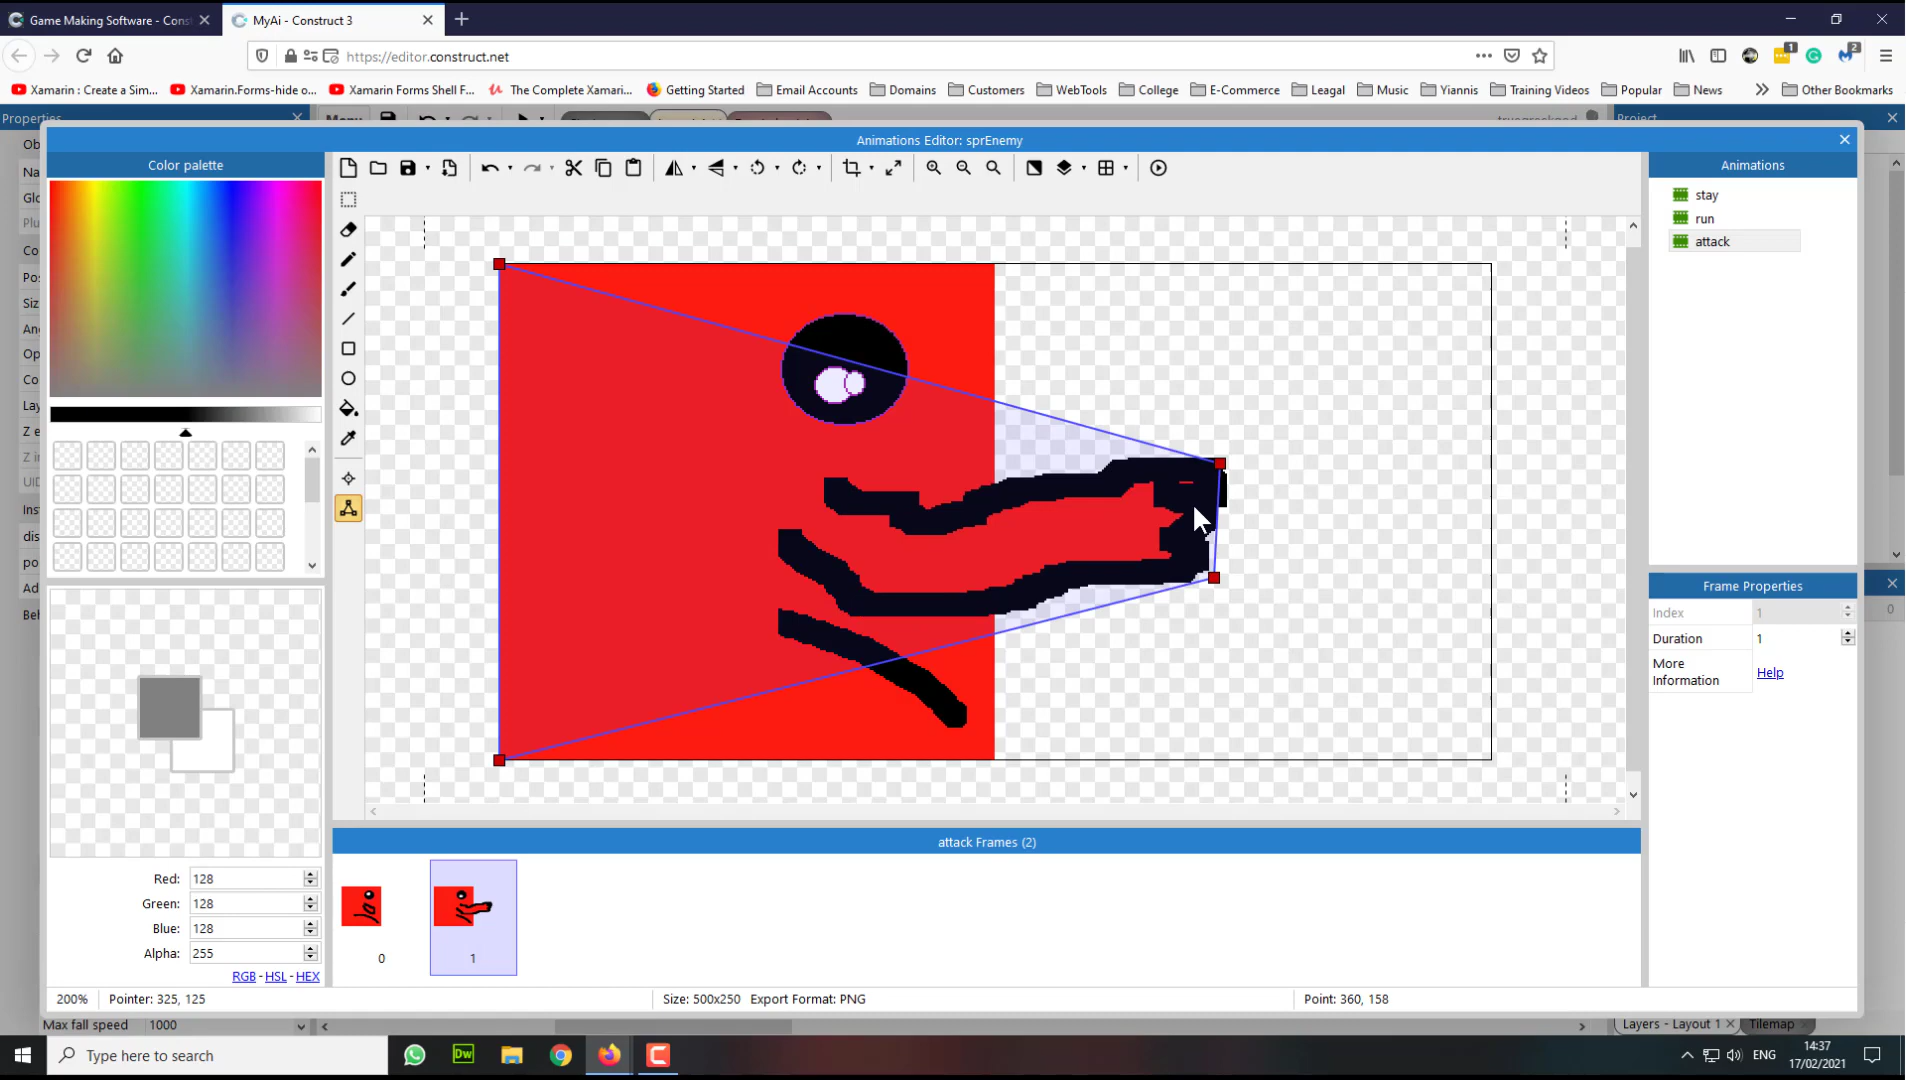 Game Making Software - Cons
MyAi - Construct 3
https://editor.construct.net
1
2
Xamarin : Create a Sim...
Xamarin.Forms-hide o...
Xamarin Forms Shell F...
The Complete Xamari...
Getting Started
Email Accounts
Domains
Customers
WebTools
College
E-Commerce
Leagal
Music
Yiannis
Training Videos
Popular
News
Other Bookmarks
Properties
Menu
Project
Animations Editor: sprEnemy
Color palette
Animations
stay
run
attack
Frame Properties
Index 1
Duration 1
More Information Help
attack Frames (2)
0
1
Red: 128
Green: 128
Blue: 128
Alpha: 255
RGB - HSL - HEX
200% Pointer: 325, 125
Size: 500x250 Export Format: PNG
Point: 360, 158
Max fall speed 1000
Layers - Layout 1
Tilemap
Type here to search
Dw
ENG
14:37
17/02/2021